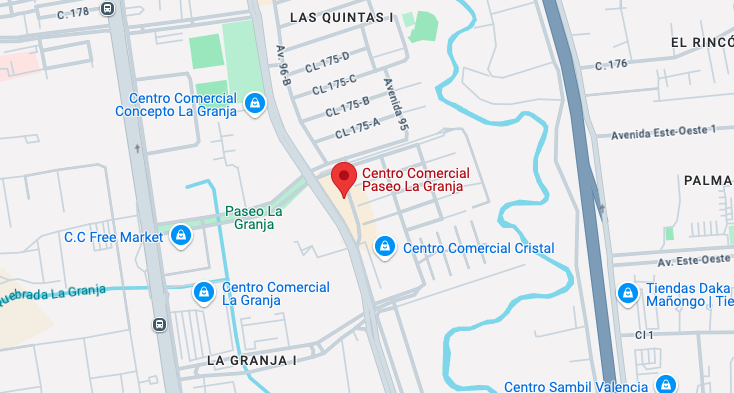 C. 178
LAS QUINTAS I
EL RINCÓ
Av. 96-B
CL 175-D
C. 176
CL 175-C
Avenida 95
Centro Comercial
Concepto La Granja
CL 175-B
CL 175-A
Avenida Este-Oeste 1
Centro Comercial
Paseo La Granja
PALMA
Paseo La
Granja
C.C Free Market
Centro Comercial Cristal
Av. Este-Oeste
Quebrada La Granja
Centro Comercial
La Granja
Tiendas Daka
Mañongo | Tie
Cl 1
LA GRANJA I
Centro Sambil Valencia